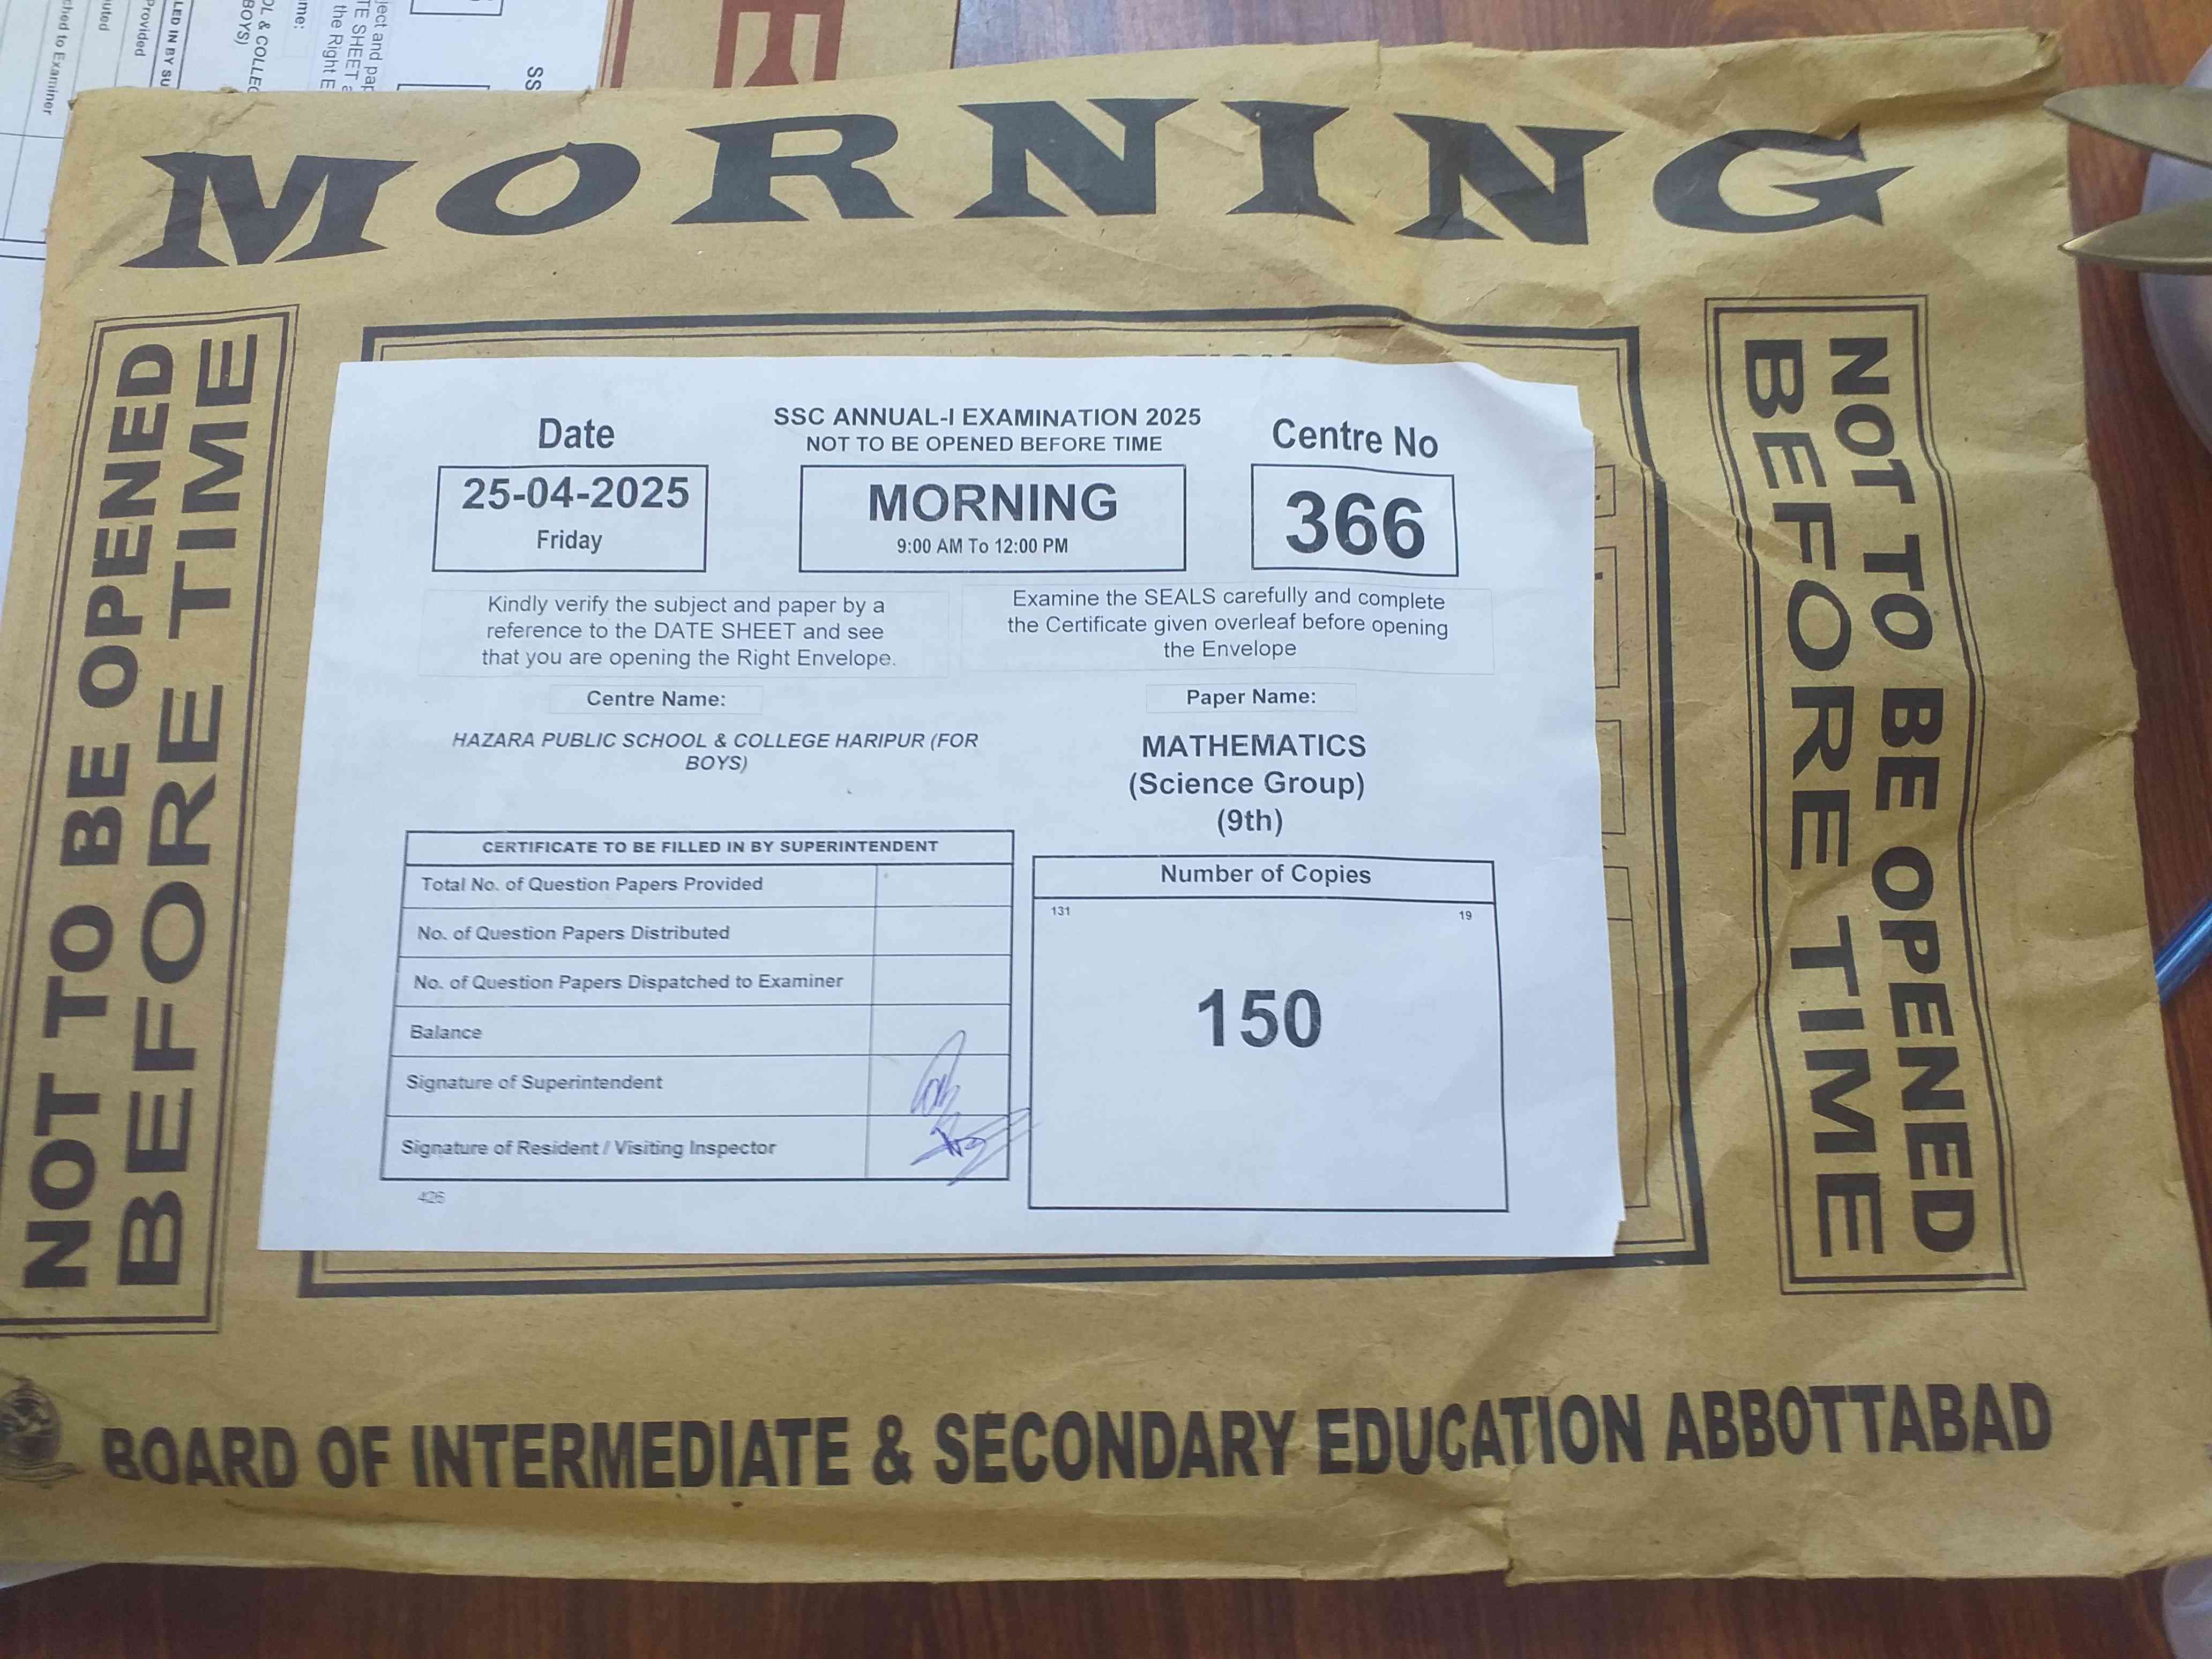 MORNING
NOT TO BE OPENED
BEFORE TIME
SSC ANNUAL-I EXAMINATION 2025
NOT TO BE OPENED BEFORE TIME
Date
25-04-2025
Friday
MORNING
9:00 AM To 12:00 PM
Centre No
366
Kindly verify the subject and paper by a
reference to the DATE SHEET and see
that you are opening the Right Envelope.
Examine the SEALS carefully and complete
the Certificate given overleaf before opening
the Envelope
Centre Name:
HAZARA PUBLIC SCHOOL & COLLEGE HARIPUR (FOR
BOYS)
Paper Name:
MATHEMATICS
(Science Group)
(9th)
CERTIFICATE TO BE FILLED IN BY SUPERINTENDENT
Total No. of Question Papers Provided
No. of Question Papers Distributed
No. of Question Papers Dispatched to Examiner
Balance
Signature of Superintendent
Signature of Resident / Visiting Inspector
426
Number of Copies
131 19
150
NOT TO BE OPENED
BEFORE TIME
BOARD OF INTERMEDIATE & SECONDARY EDUCATION ABBOTTABAD